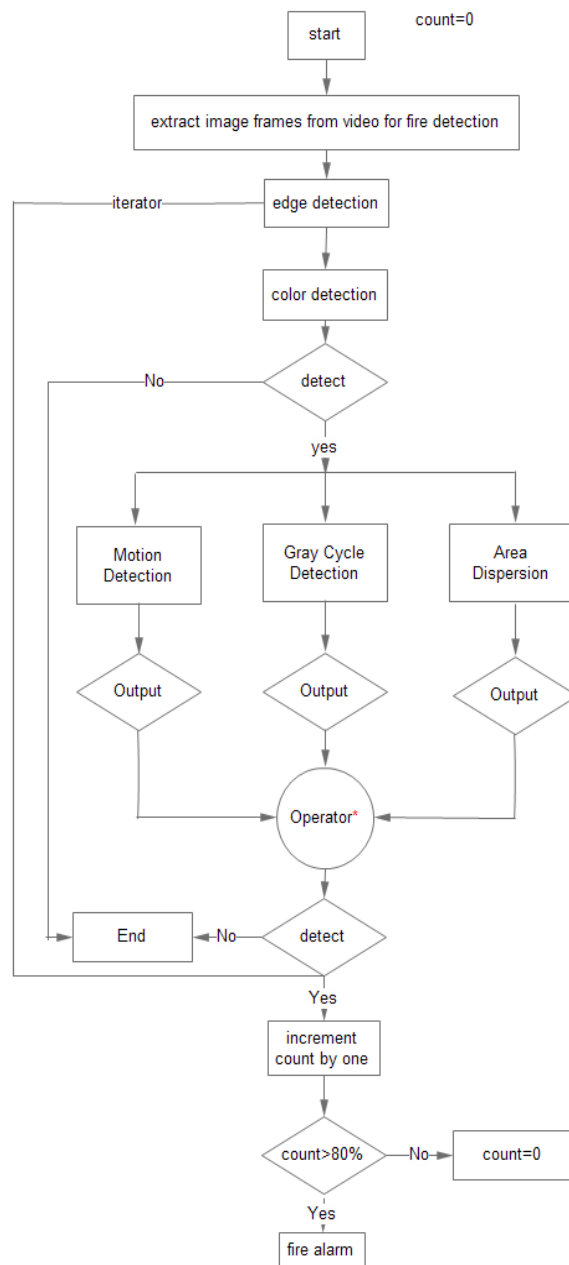 start
count=0
extract image frames from video for fire detection
iterator
edge detection
color detection
No
detect
yes
Motion
Detection
Gray Cycle
Detection
Area
Dispersion
Output
Output
Output
Operator*
End
No
detect
Yes
increment
count by one
count>80%
No
count=0
Yes
fire alarm